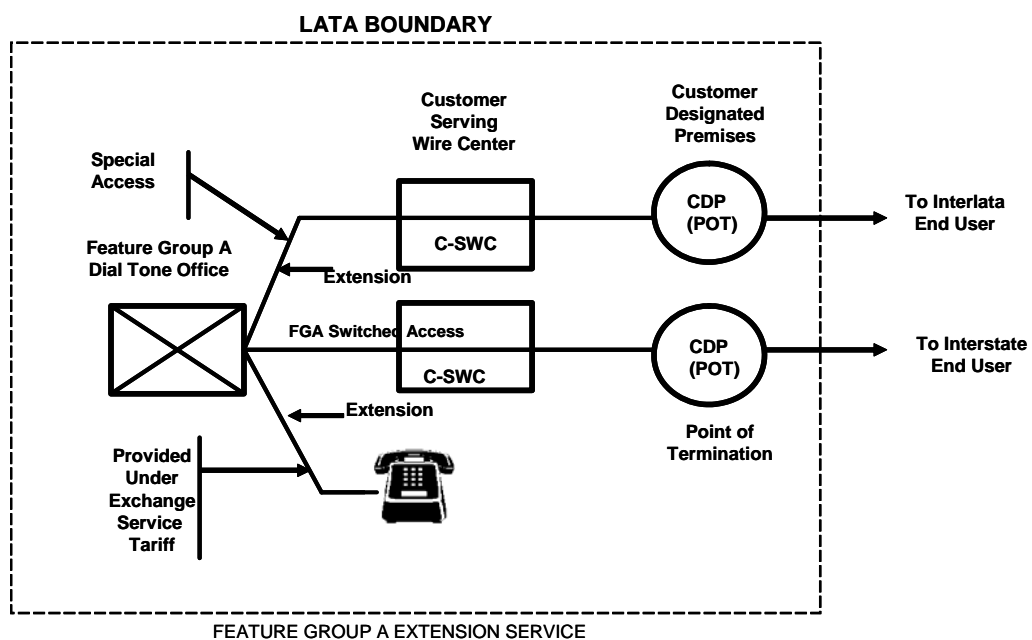 LATA BOUNDARY
Customer
Serving
Wire Center
Customer
Designated
Premises
Special
Access
CDP
(POT)
To Interlata
End User
C-SWC
Feature Group A
Dial Tone Office
Extension
FGA Switched Access
C-SWC
CDP
(POT)
To Interstate
End User
Extension
Point of
Termination
Provided
Under
Exchange
Service
Tariff
FEATURE GROUP A EXTENSION SERVICE